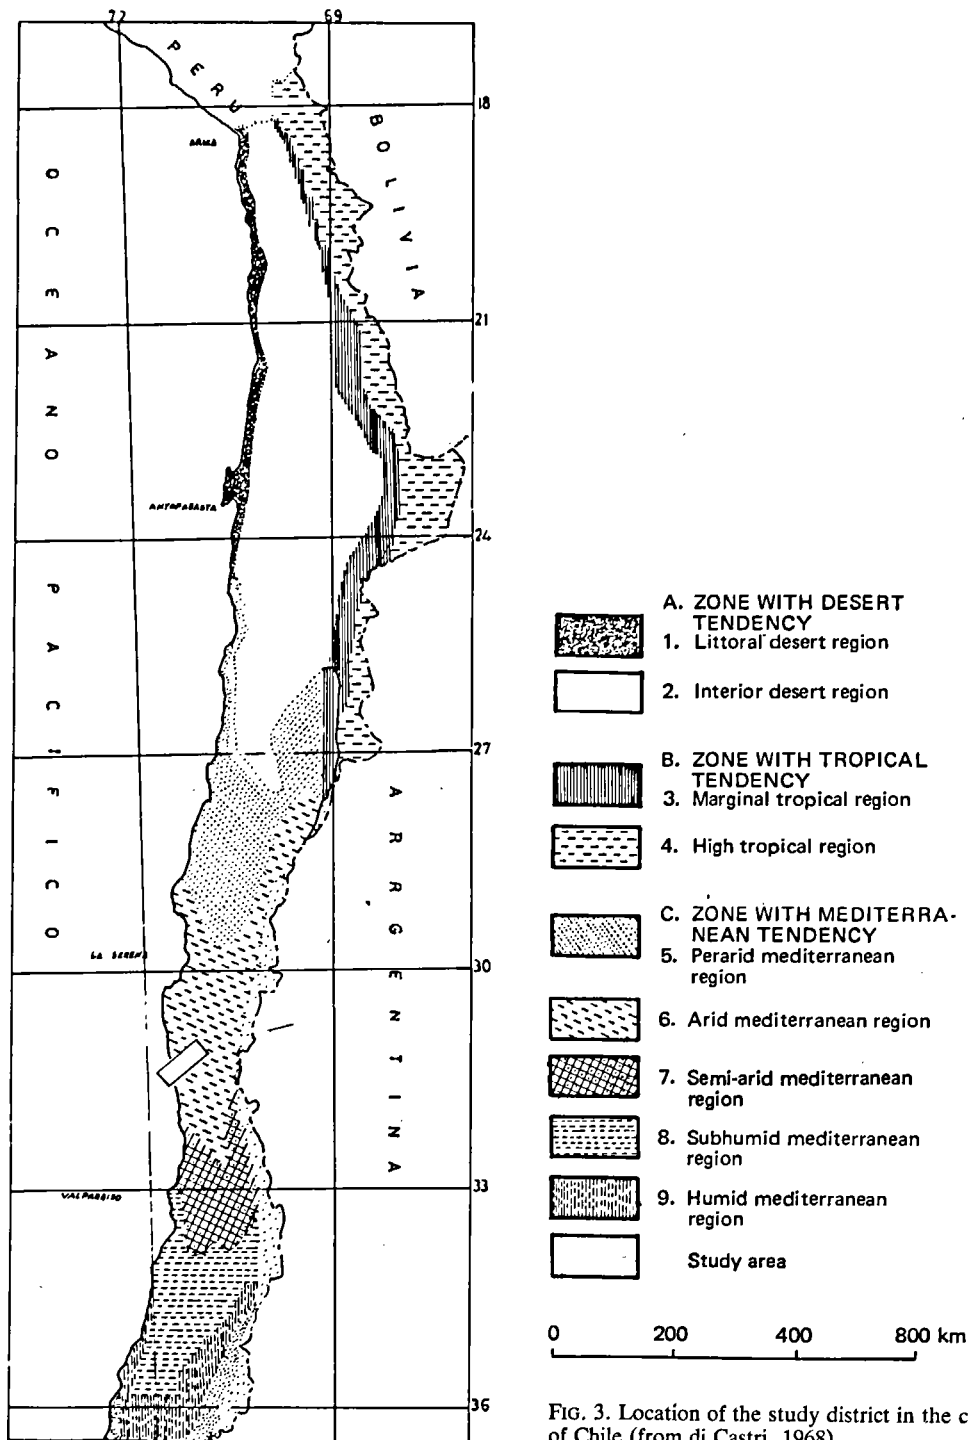 72 69
PERU
18
ARICA
BOLIVIA
OCEANO PACIFICO
21
ANTOFAGASTA
24
27
ARGENTINA
LA SERENA
30
VALPARAISO
33
36
A. ZONE WITH DESERT
TENDENCY
1. Littoral desert region
2. Interior desert region
B. ZONE WITH TROPICAL
TENDENCY
3. Marginal tropical region
4. High tropical region
C. ZONE WITH MEDITERRA-
NEAN TENDENCY
5. Perarid mediterranean
region
6. Arid mediterranean region
7. Semi-arid mediterranean
region
8. Subhumid mediterranean
region
9. Humid mediterranean
region
Study area
0 200 400 800 km
FIG. 3. Location of the study district in the c
of Chile (from di Castri, 1968)